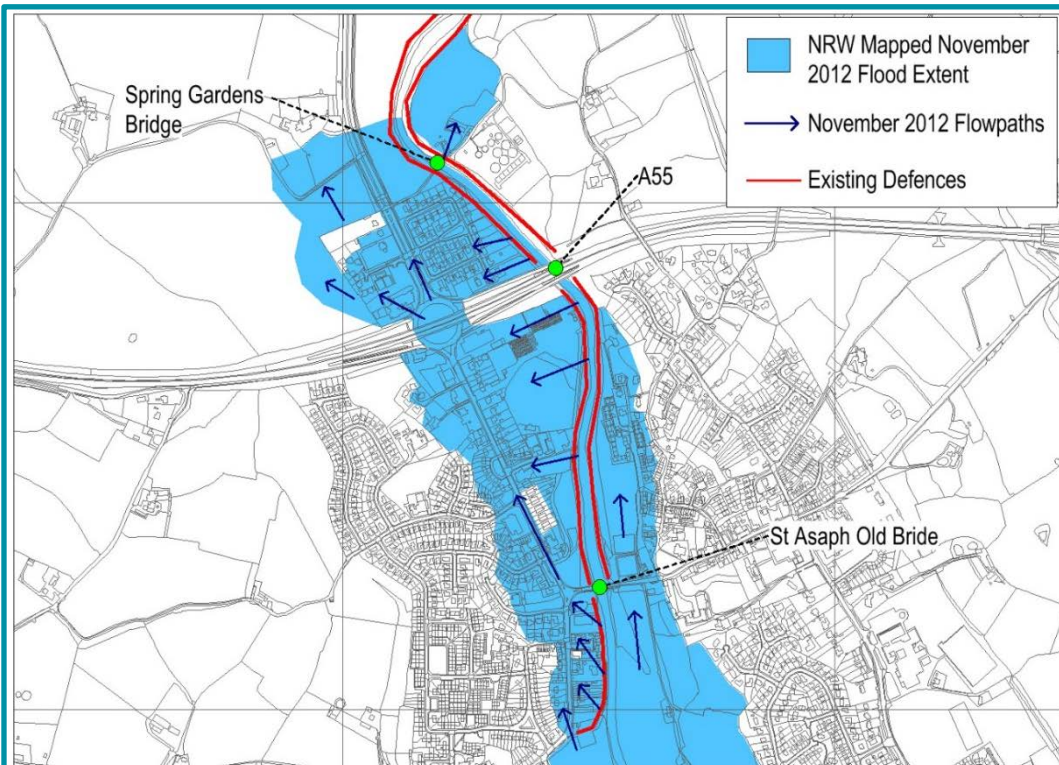 NRW Mapped November
2012 Flood Extent
November 2012 Flowpaths
Existing Defences
Spring Gardens
Bridge
A55
St Asaph Old Bride